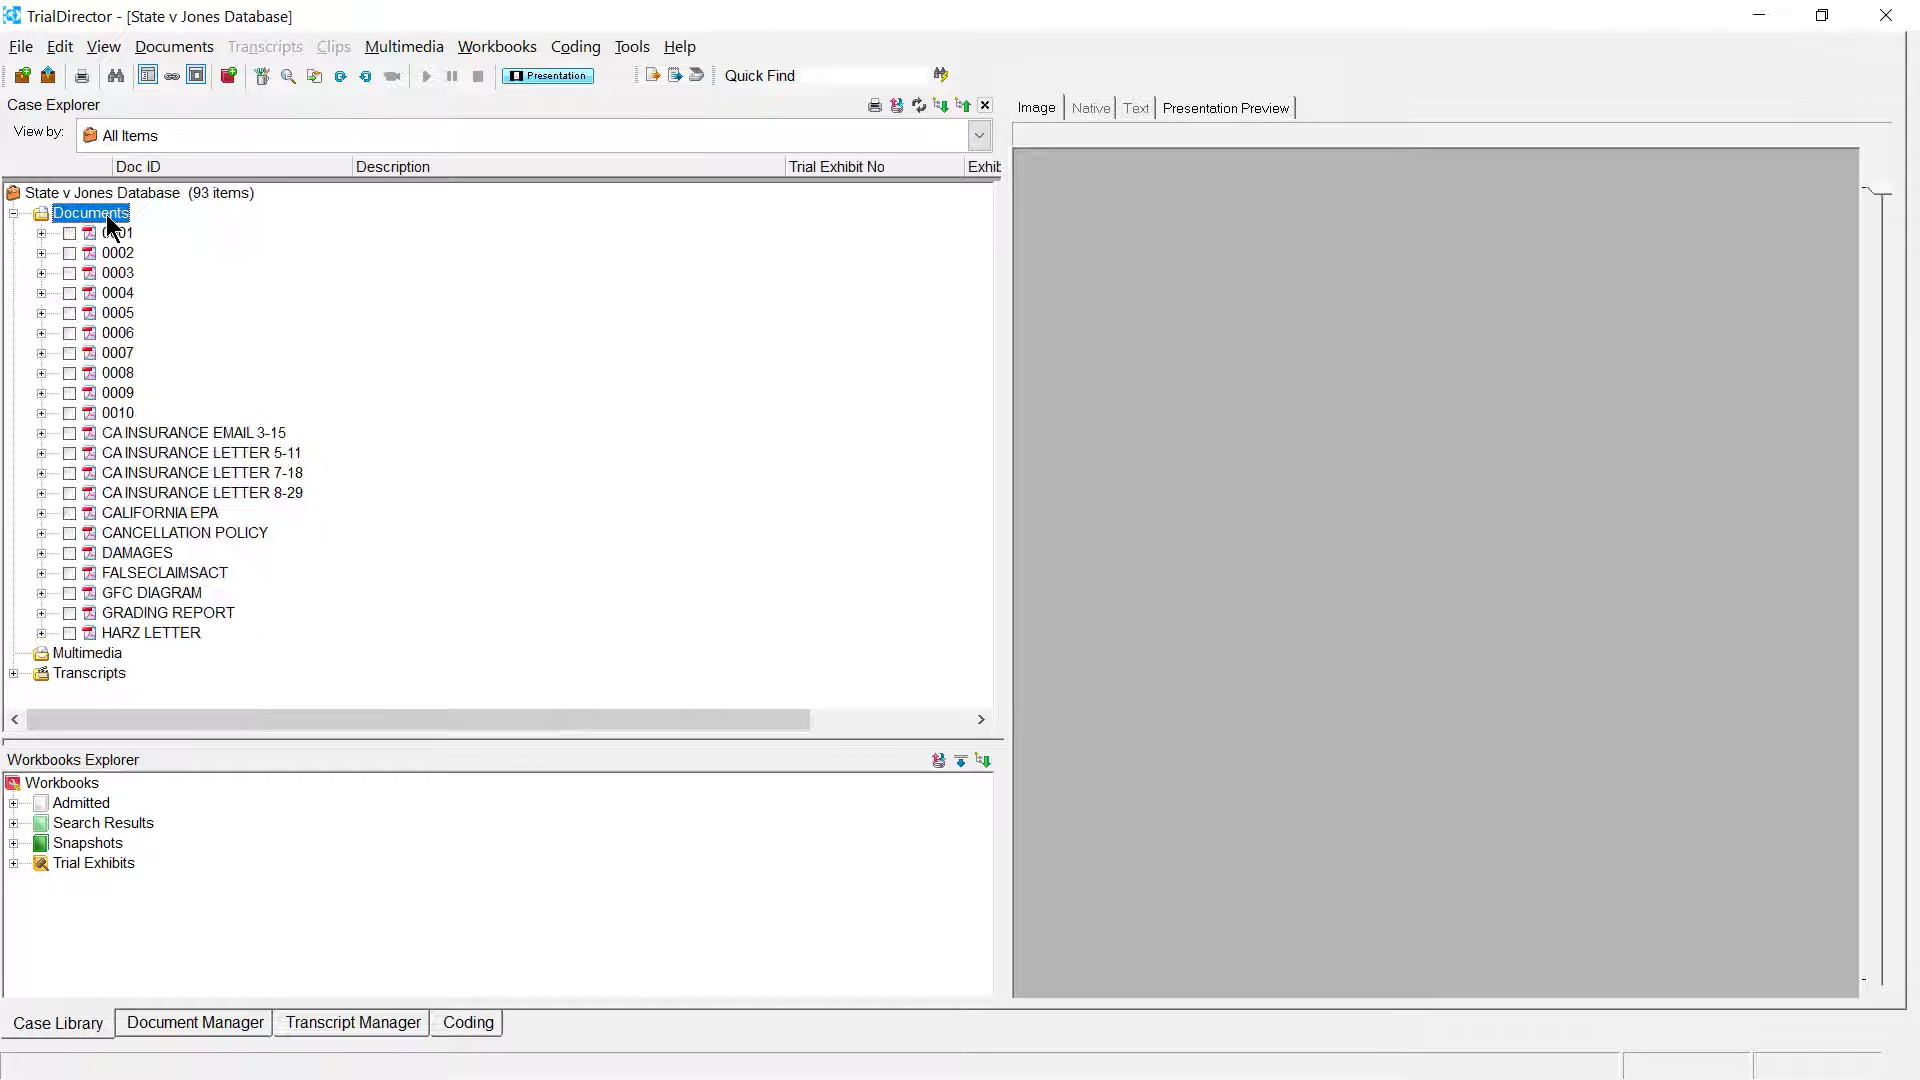 TrialDirector - [State v Jones Database]
File Edit View Documents Transcripts Clips Multimedia Workbooks Coding Tools Help
Presentation Quick Find
Case Explorer
Image Native Text Presentation Preview
View by: All Items
Doc ID Description Trial Exhibit No Exhib
State v Jones Database (93 items)
Documents
0001
0002
0003
0004
0005
0006
0007
0008
0009
0010
CA INSURANCE EMAIL 3-15
CA INSURANCE LETTER 5-11
CA INSURANCE LETTER 7-18
CA INSURANCE LETTER 8-29
CALIFORNIA EPA
CANCELLATION POLICY
DAMAGES
FALSECLAIMSACT
GFC DIAGRAM
GRADING REPORT
HARZ LETTER
Multimedia
Transcripts
Workbooks Explorer
Workbooks
Admitted
Search Results
Snapshots
Trial Exhibits
Case Library Document Manager Transcript Manager Coding